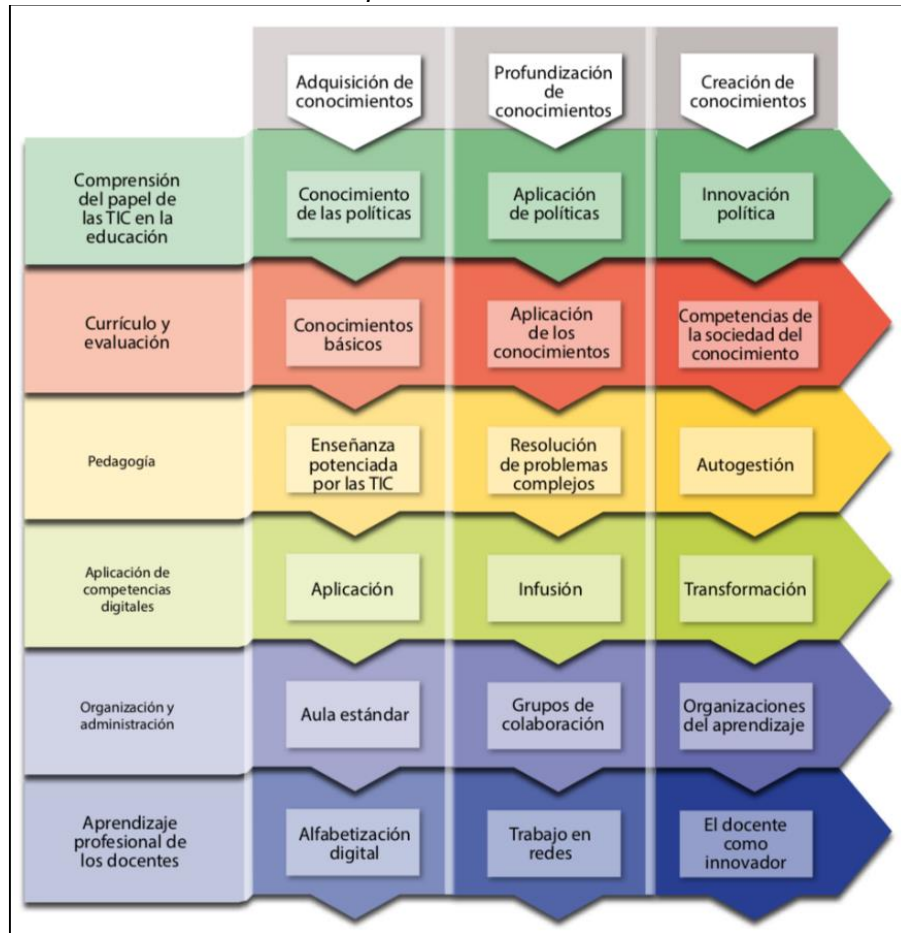 Adquisición de
conocimientos
Profundización
de
conocimientos
Creación de
conocimientos
Comprensión
del papel de
las TIC en la
educación
Conocimiento
de las políticas
Aplicación
de políticas
Innovación
política
Currículo y
evaluación
Conocimientos
básicos
Aplicación
de los
conocimientos
Competencias de
la sociedad del
conocimiento
Pedagogía
Enseñanza
potenciada
por las TIC
Resolución
de problemas
complejos
Autogestión
Aplicación de
competencias
digitales
Aplicación
Infusión
Transformación
Organización y
administración
Aula estándar
Grupos de
colaboración
Organizaciones
del aprendizaje
Aprendizaje
profesional de
los docentes
Alfabetización
digital
Trabajo en
redes
El docente
como
innovador